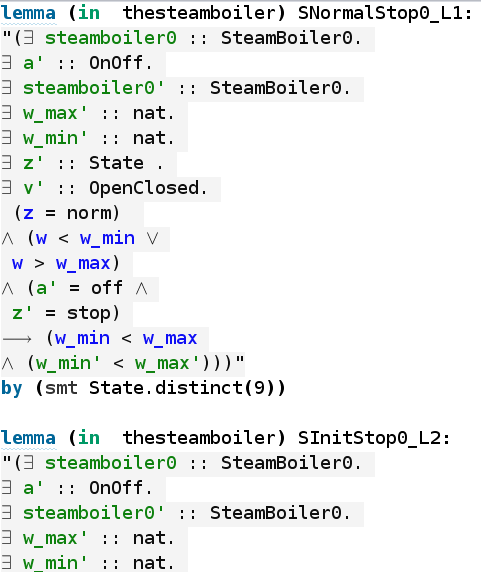 lemma (in thesteamboiler) SNormalStop0_L1:
"(∃ steamboiler0 :: SteamBoiler0.
∃ a' :: OnOff.
∃ steamboiler0' :: SteamBoiler0.
∃ w_max' :: nat.
∃ w_min' :: nat.
∃ z' :: State .
∃ v' :: OpenClosed.
(z = norm)
∧ (w < w_min ∨
w > w_max)
∧ (a' = off ∧
z' = stop)
⟶ (w_min < w_max
∧ (w_min' < w_max')))"
by (smt State.distinct(9))
lemma (in thesteamboiler) SInitStop0_L2:
"(∃ steamboiler0 :: SteamBoiler0.
∃ a' :: OnOff.
∃ steamboiler0' :: SteamBoiler0.
∃ w_max' :: nat.
∃ w_min' :: nat.